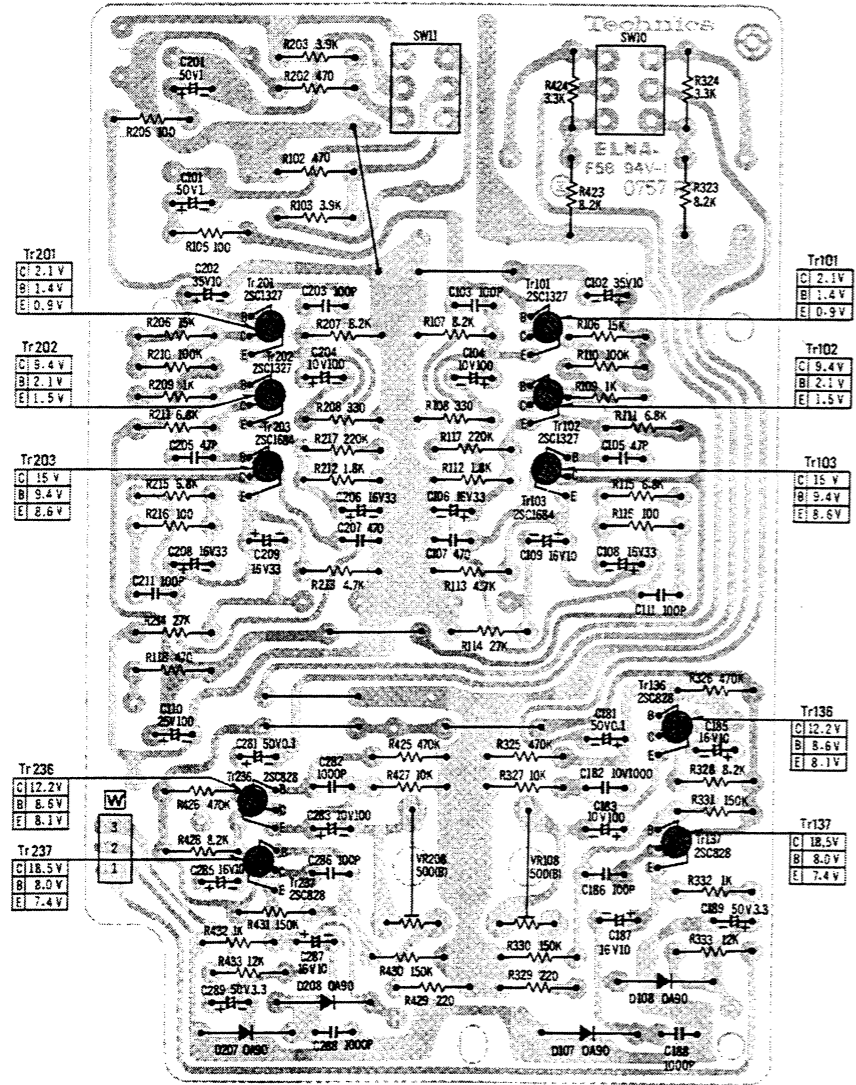 Technics
SW11
SW10
R203 3.9K
C201
50V1
R202 470
R424
3.3K
R324
3.3K
R205 100
ELNA-
F58 94V-
0757
R102 470
C101
50V1
R423
8.2K
R323
8.2K
R103 3.9K
R105 100
Tr201
C 2.1V
B 1.4V
E 0.9V
C202
35V10
Tr201
2SC1327
C203 100P
C103 100P
Tr101
2SC1327
C102 35V10
Tr101
C 2.1V
B 1.4V
E 0.9V
B
C
E
R206 15K
R207 8.2K
R107 8.2K
R106 15K
Tr202
C 9.4V
B 2.1V
E 1.5V
R210 100K
Tr202
2SC1327
C204
10V100
C104
10V100
R110 100K
Tr102
C 9.4V
B 2.1V
E 1.5V
R209 1K
R109 1K
R208 330
R108 330
R211 6.8K
R111 6.8K
Tr203
2SC1684
R217 220K
R117 220K
Tr102
2SC1327
C205 47P
C105 47P
Tr203
C 15V
B 9.4V
E 8.6V
R212 1.8K
R112 1.8K
Tr103
C 15V
B 9.4V
E 8.6V
R215 6.8K
R115 6.8K
C206 16V33
C106 16V33
Tr103
2SC1684
R216 100
C207 470
C107 470
C208 16V33
C209
16V33
C109 16V10
C108 16V33
C211 100P
R213 4.7K
R113 4.7K
C111 100P
R214 27K
R114 27K
R118 470
C110
25V100
R326 470K
Tr136
2SC828
C281
50V0.1
C185
16V10
Tr136
C 12.2V
B 8.6V
E 8.1V
C281 50V0.1
C282
1000P
R425 470K
R325 470K
R427 10K
R327 10K
C182 10V1000
R328 8.2K
Tr236
C 12.2V
B 8.6V
E 8.1V
Tr236
2SC828
R426 470K
W
3
2
1
C283 10V100
C183
10V100
R331 150K
R428 8.2K
Tr137
2SC828
Tr137
C 18.5V
B 8.0V
E 7.4V
Tr237
C 18.5V
B 8.0V
E 7.4V
C285 16V10
C286 100P
VR208
500(B)
VR108
500(B)
C186 100P
Tr237
2SC828
R332 1K
R431 150K
C189 50V3.3
R432 1K
C287
16V10
C187
16V10
R433 12K
R430 150K
R330 150K
R333 12K
C289 50V3.3
D208 OA90
R429 220
R329 220
D108 OA90
D207 OA90
C288 1000P
D107 OA90
C188
1000P